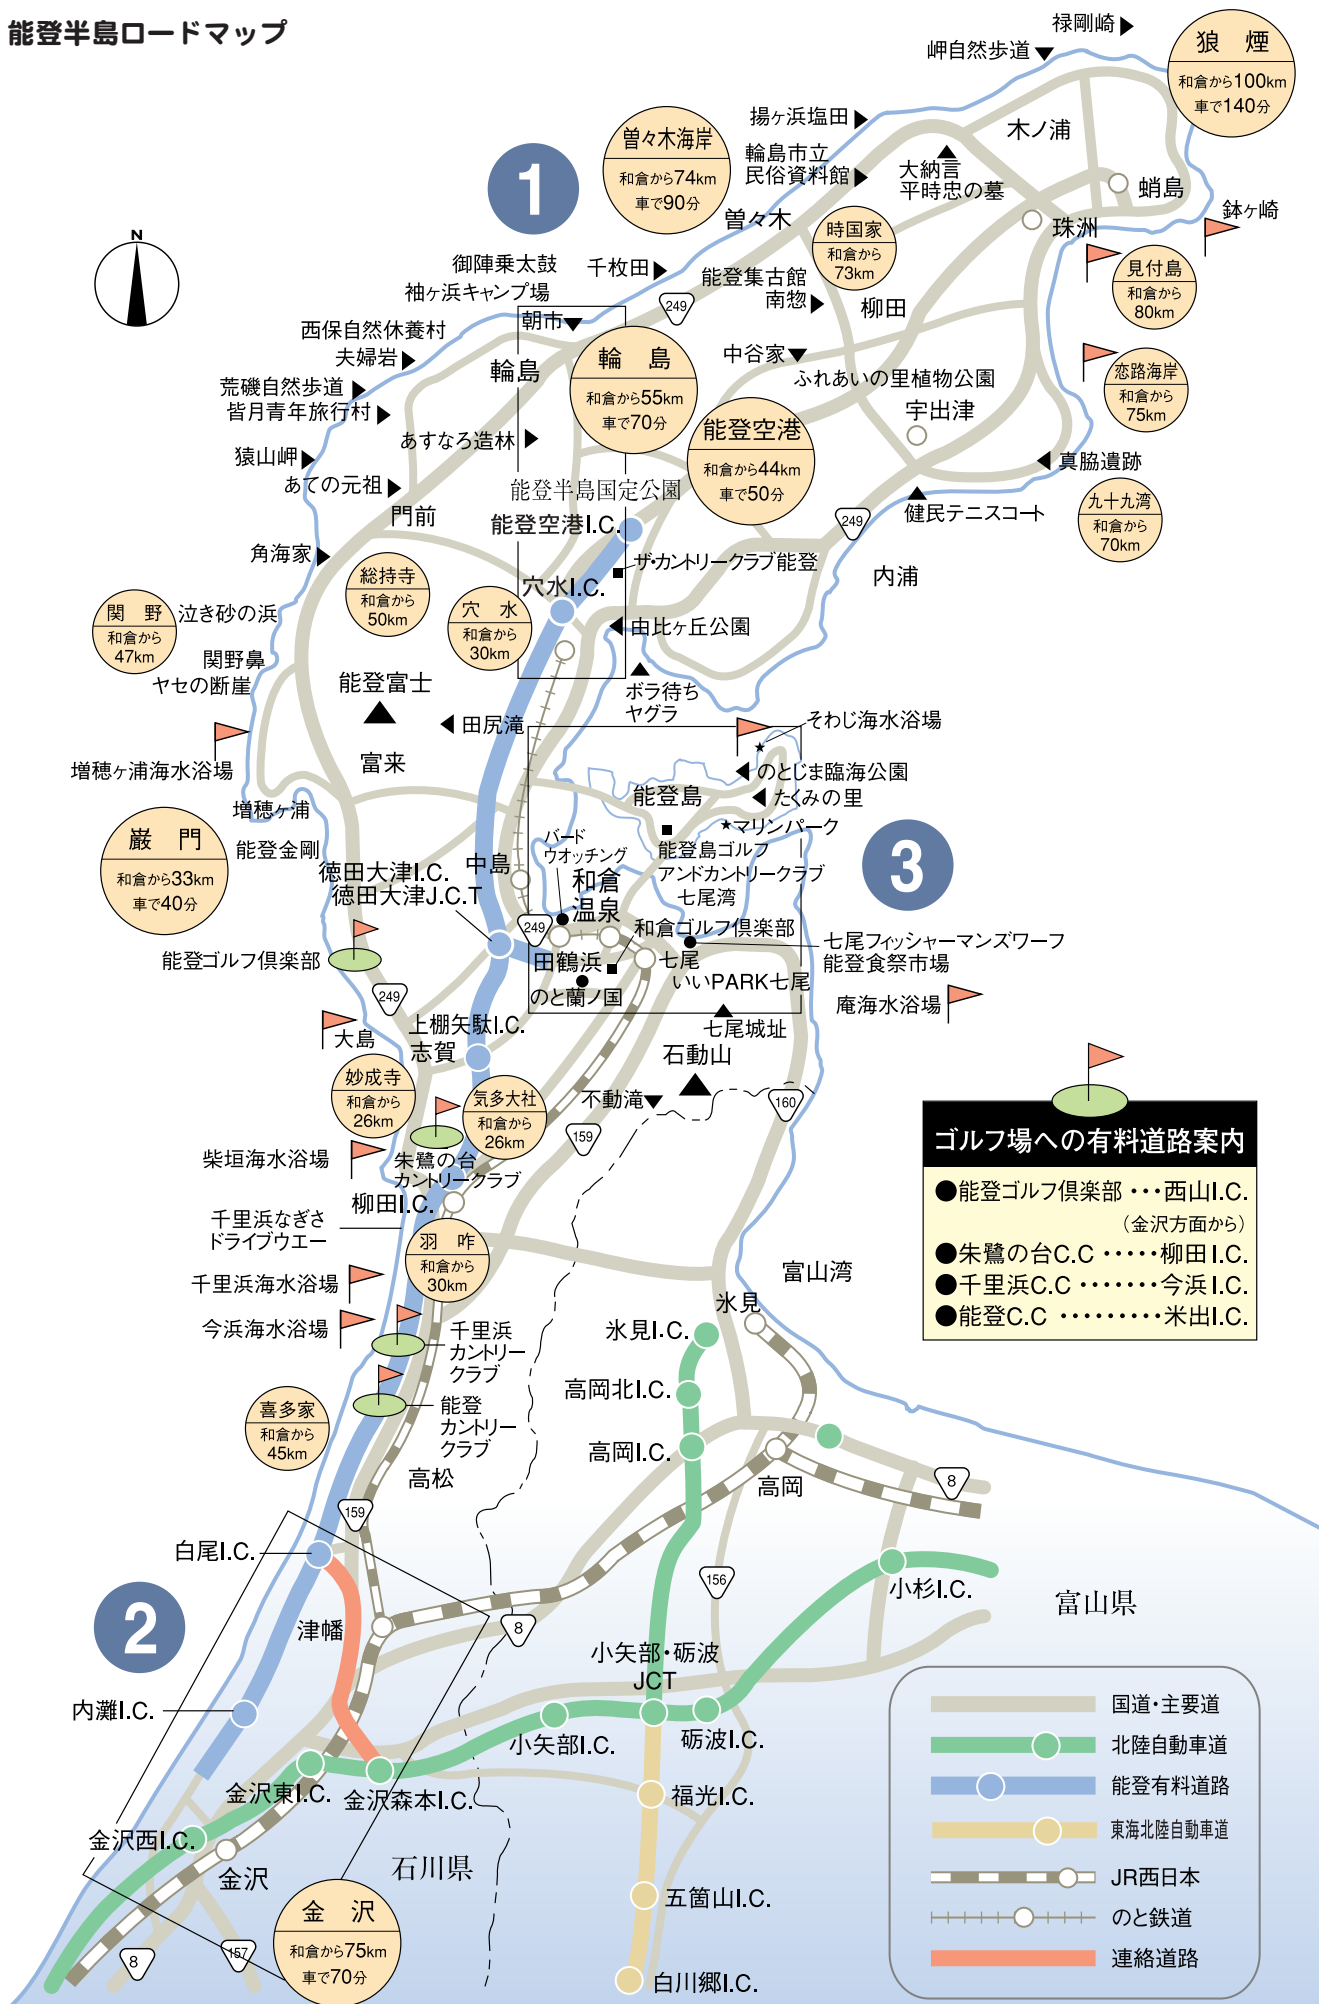 能登半島ロードマップ
禄剛崎
岬自然歩道
狼 煙
和倉から100km
車で140分
揚ヶ浜塩田
木ノ浦
曽々木海岸
和倉から74km
車で90分
輪島市立
民俗資料館
大納言
平時忠の墓
蛸島
1
曽々木
珠洲
鉢ヶ崎
時国家
和倉から
73km
見付島
和倉から
80km
N
御陣乗太鼓
千枚田
能登集古館
南惣
柳田
袖ヶ浜キャンプ場
249
朝市
西保自然休養村
夫婦岩
輪島
輪 島
和倉から55km
車で70分
中谷家
ふれあいの里植物公園
恋路海岸
和倉から
75km
荒磯自然歩道
皆月青年旅行村
宇出津
あすなろ造林
能登空港
和倉から44km
車で50分
猿山岬
真脇遺跡
あての元祖
能登半島国定公園
九十九湾
和倉から
70km
門前
能登空港I.C.
249
健民テニスコート
角海家
ザ・カントリークラブ能登
内浦
総持寺
和倉から
50km
穴水I.C.
関 野
和倉から
47km
泣き砂の浜
穴 水
和倉から
30km
由比ヶ丘公園
関野鼻
ヤセの断崖
能登富士
ボラ待ち
ヤグラ
田尻滝
そわじ海水浴場
増穂ヶ浦海水浴場
富来
のとじま臨海公園
能登島
たくみの里
増穂ヶ浦
マリンパーク
巌 門
和倉から33km
車で40分
能登金剛
バード
ウオッチング
能登島ゴルフ
アンドカントリークラブ
3
徳田大津I.C.
中島
徳田大津J.C.T
和倉
温泉
七尾湾
249
和倉ゴルフ倶楽部
七尾フィッシャーマンズワーフ
能登食祭市場
能登ゴルフ倶楽部
田鶴浜
七尾
のと蘭ノ国
いいPARK七尾
249
庵海水浴場
大島
上棚矢駄I.C.
七尾城址
志賀
石動山
妙成寺
和倉から
26km
気多大社
和倉から
26km
不動滝
160
159
柴垣海水浴場
朱鷺の台
カントリークラブ
柳田I.C.
ゴルフ場への有料道路案内
●能登ゴルフ倶楽部・・・西山I.C.
（金沢方面から）
●朱鷺の台C.C・・・・・柳田I.C.
●千里浜C.C・・・・・・・今浜I.C.
●能登C.C・・・・・・・・・米出I.C.
千里浜なぎさ
ドライブウエー
羽 咋
和倉から
30km
千里浜海水浴場
富山湾
今浜海水浴場
氷見
氷見I.C.
千里浜
カントリー
クラブ
高岡北I.C.
能登
カントリー
クラブ
喜多家
和倉から
45km
高岡I.C.
高松
高岡
8
159
白尾I.C.
156
小杉I.C.
富山県
2
津幡
8
小矢部・砺波
JCT
内灘I.C.
小矢部I.C.
砺波I.C.
金沢東I.C.
金沢森本I.C.
福光I.C.
金沢西I.C.
石川県
金沢
五箇山I.C.
金 沢
和倉から75km
車で70分
8
157
白川郷I.C.
国道・主要道
北陸自動車道
能登有料道路
東海北陸自動車道
JR西日本
のと鉄道
連絡道路